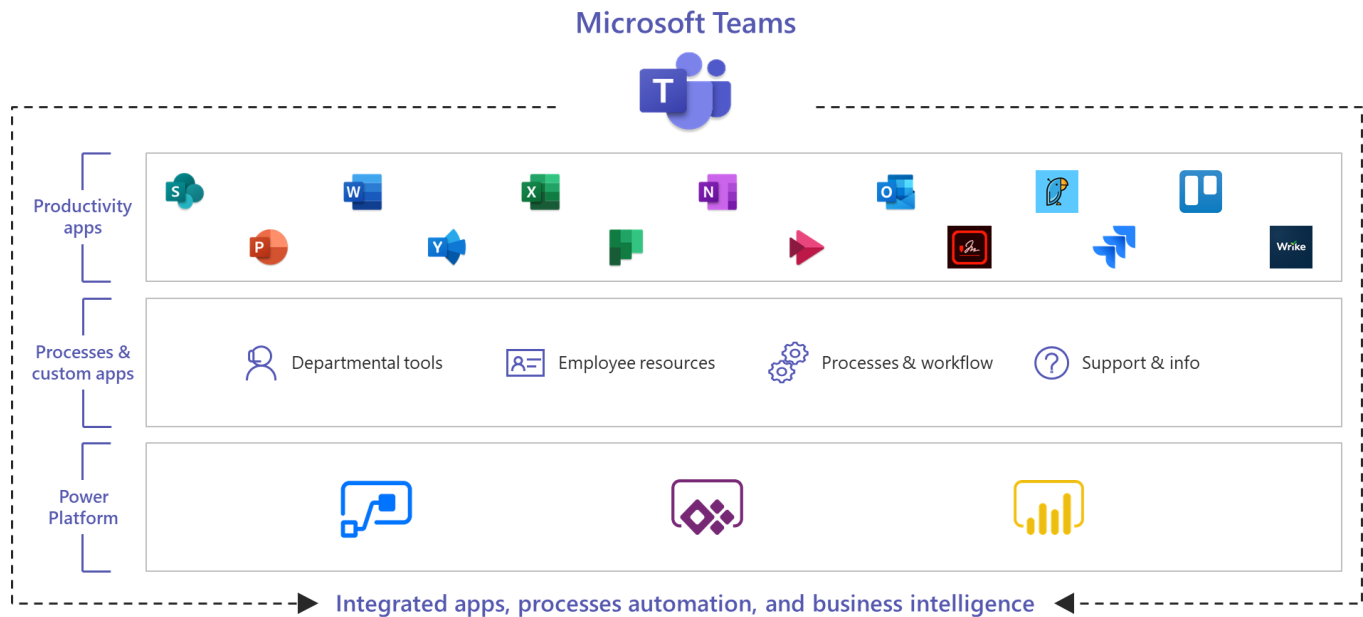 Microsoft Teams
T
Productivity
apps
S
W
X
N
O
P
Y
Wrike
Processes &
custom apps
Departmental tools
Employee resources
Processes & workflow
? Support & info
Power
Platform
Integrated apps, processes automation, and business intelligence